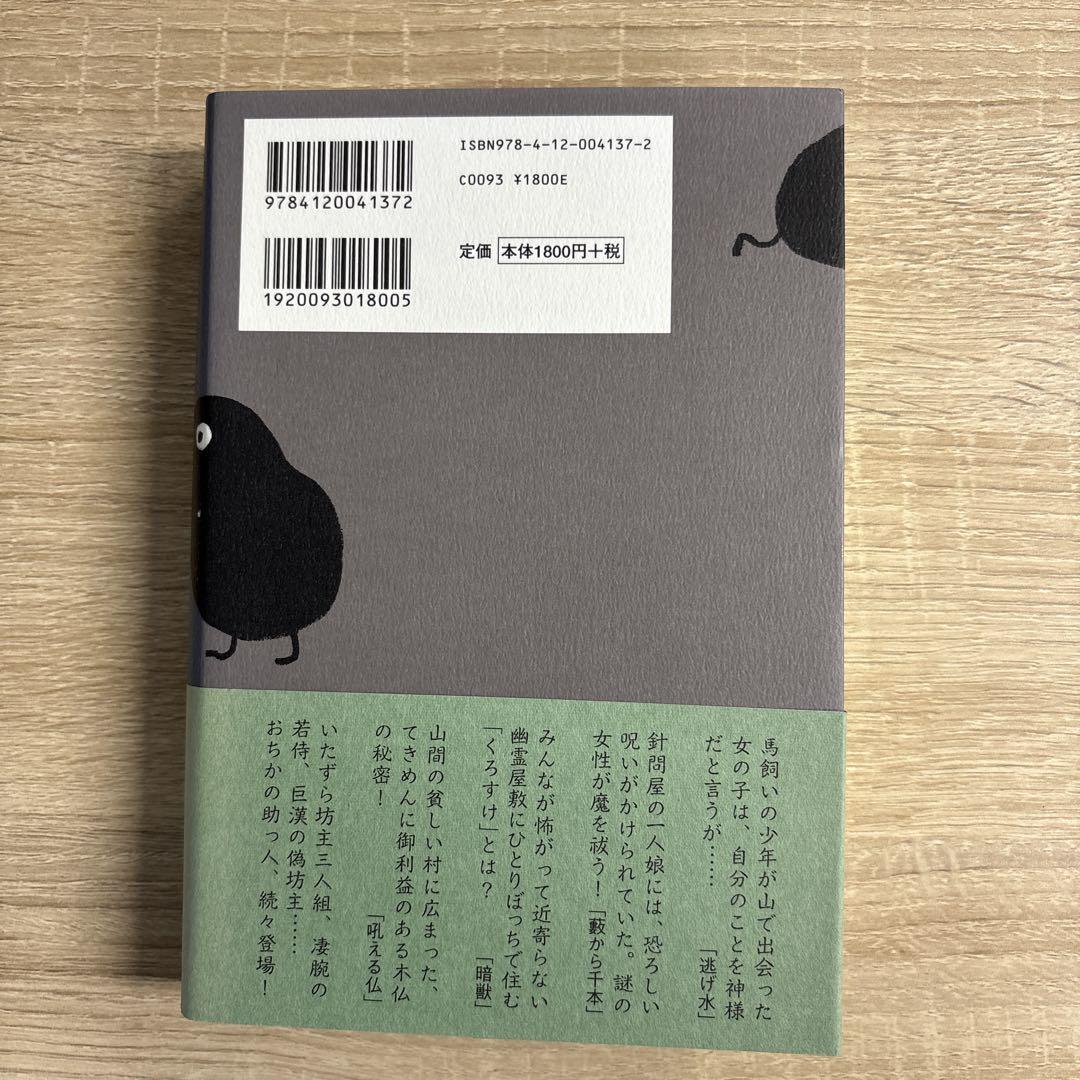 ISBN978-4-12-004137-2
C0093 ¥1800E
9784120041372
定価 本体1800円+税
1920093018005
馬飼いの少年が山で出会った
女の子は、自分のことを神様
だと言うが……
「逃げ水」
針問屋の一人娘には、恐ろしい
呪いがかけられていた。謎の
女性が魔を祓う!「藪から千本」
みんなが怖がって近寄らない
幽霊屋敷にひとりぼっちで住む
「くろすけ」とは?
「暗獣」
山間の貧しい村に広まった、
てきめんに御利益のある木仏
の秘密!
「吼える仏」
いたずら坊主三人組、凄腕の
若侍、巨漢の偽坊主……
おちかの助っ人、続々登場!